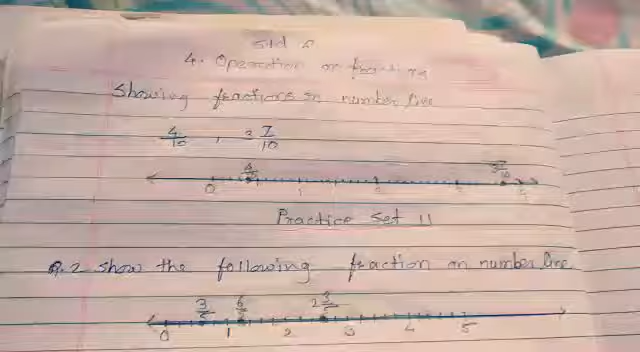 Std 6
4. Operation on fractions
Showing fractions on number line
4/10 , 3 7/10
4/10 3 7/10
0 1 2 3 4
Practice Set 11
Q.2 show the following fraction on number line
3/5 6/5 2 3/5
0 1 2 3 4 5